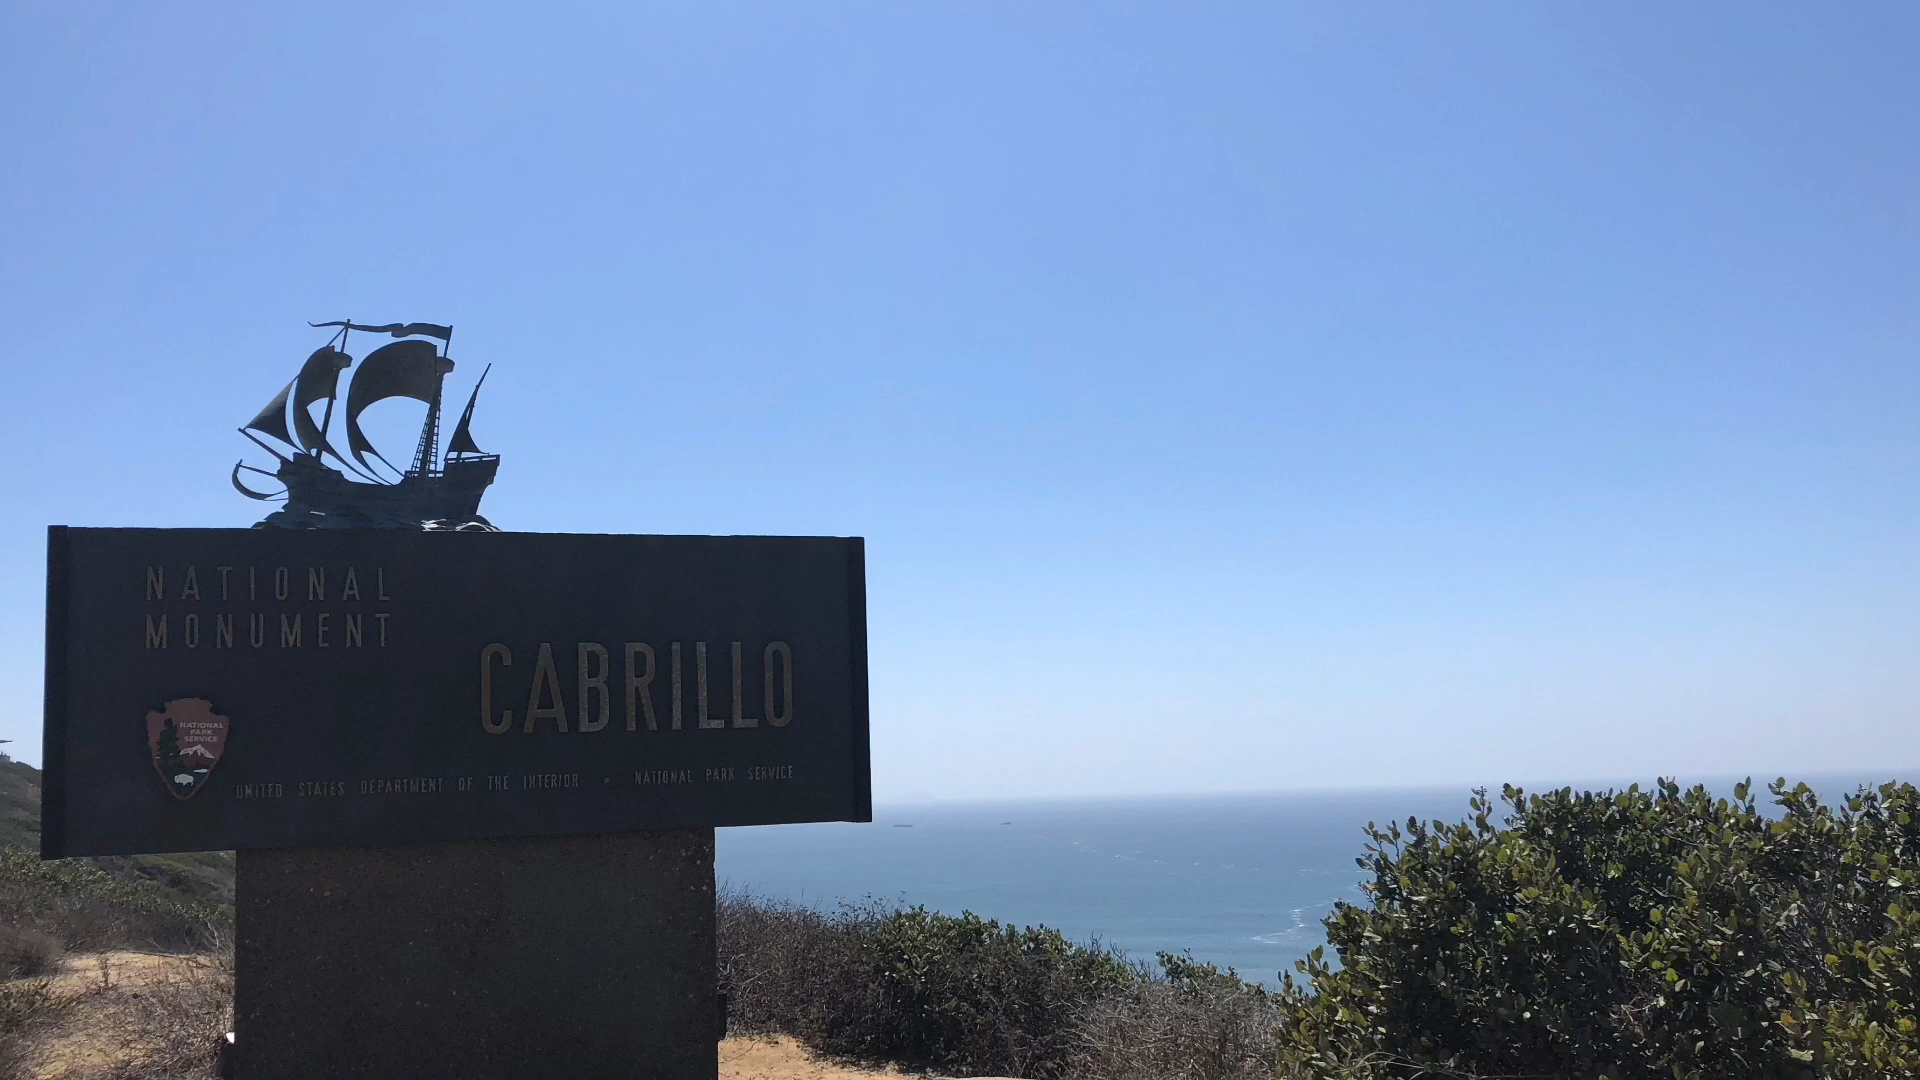 NATIONAL
MONUMENT
CABRILLO
NATIONAL
PARK
SERVICE
UNITED STATES DEPARTMENT OF THE INTERIOR • NATIONAL PARK SERVICE